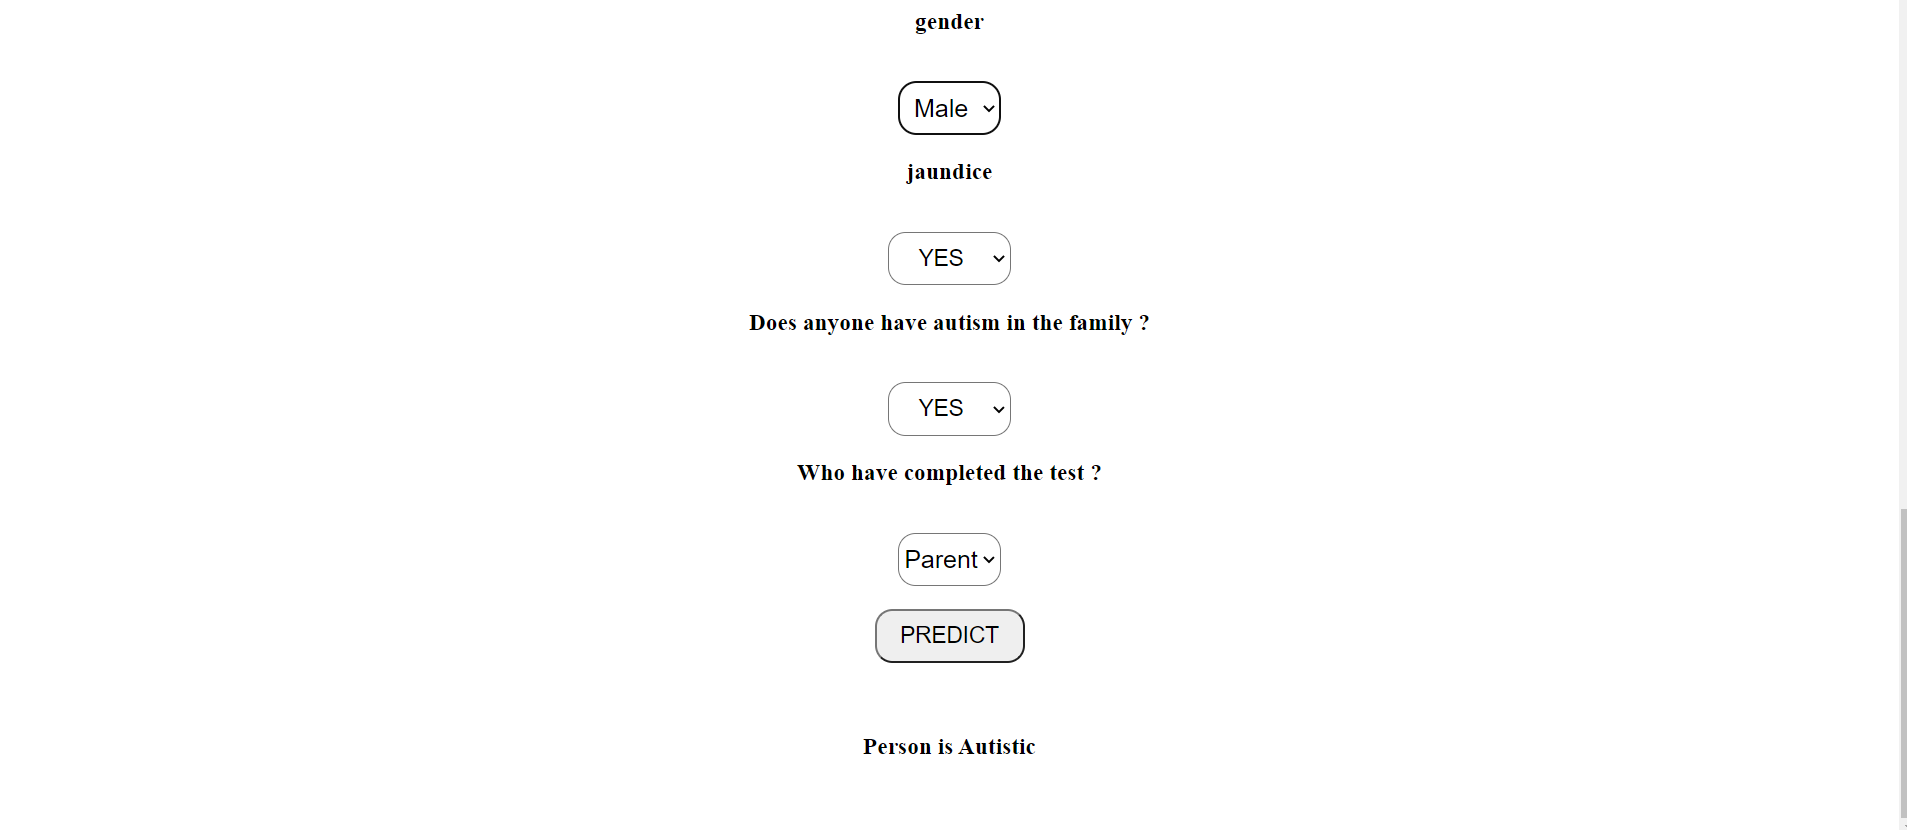 gender
Male
jaundice
YES
Does anyone have autism in the family ?
YES
Who have completed the test ?
Parent
PREDICT
Person is Autistic